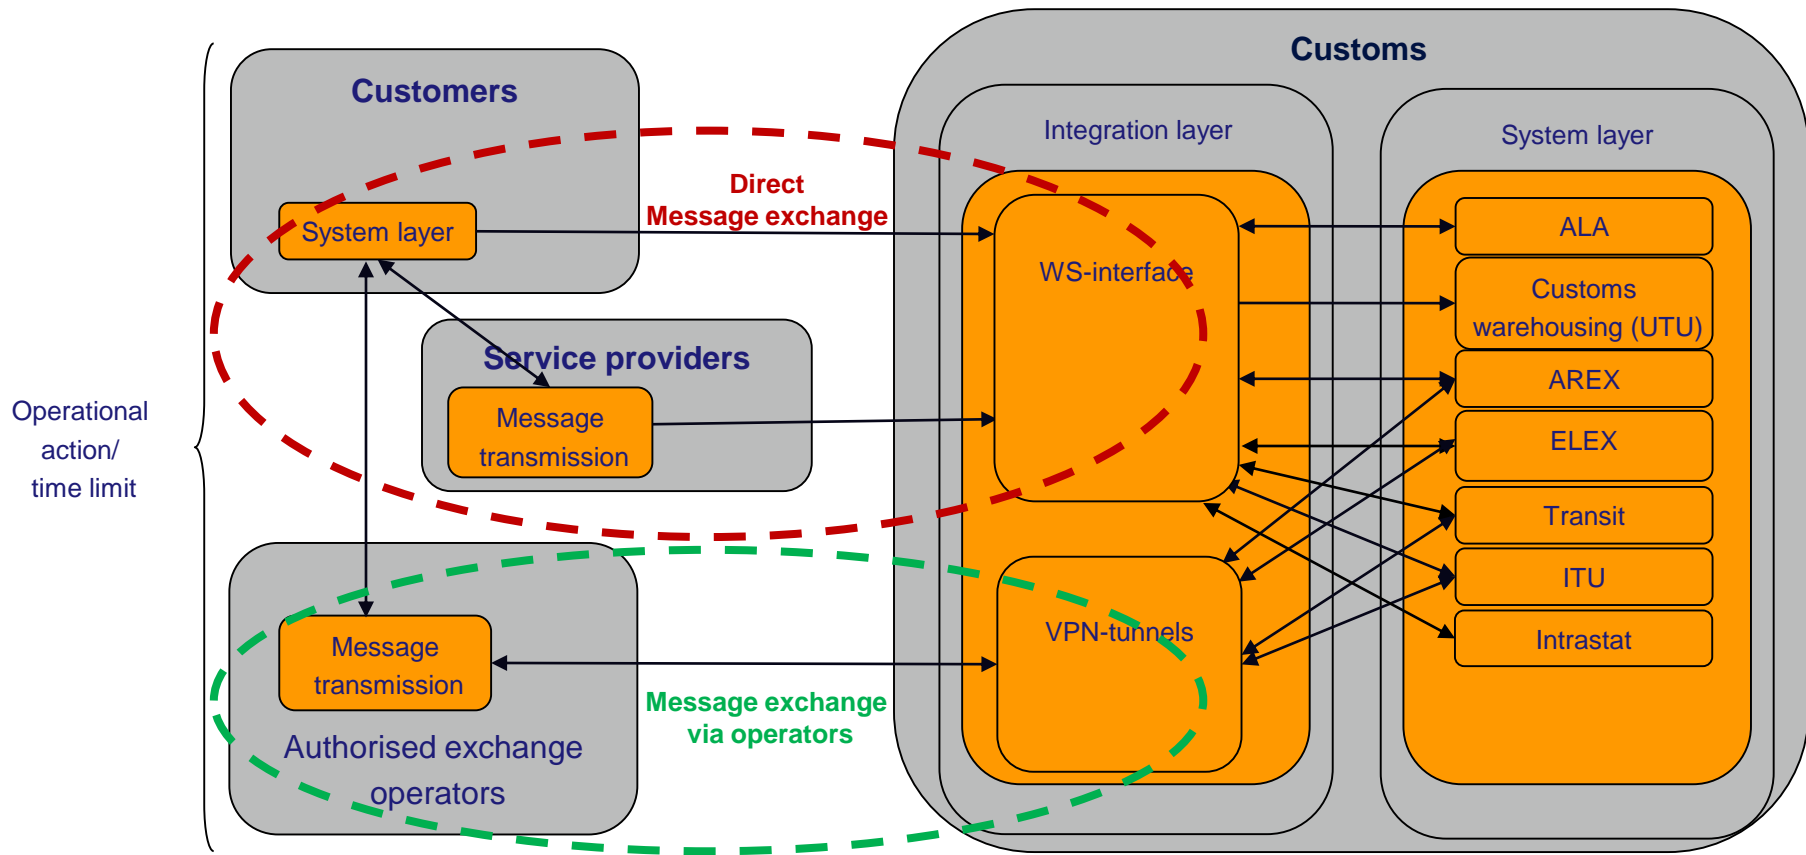 Customs
Customers
Integration layer
System layer
Direct
Message exchange
System layer
WS-interface
ALA
Customs
warehousing (UTU)
Service providers
AREX
Message
transmission
ELEX
Operational
action/
time limit
Transit
ITU
Message
transmission
VPN-tunnels
Intrastat
Message exchange
via operators
Authorised exchange
operators